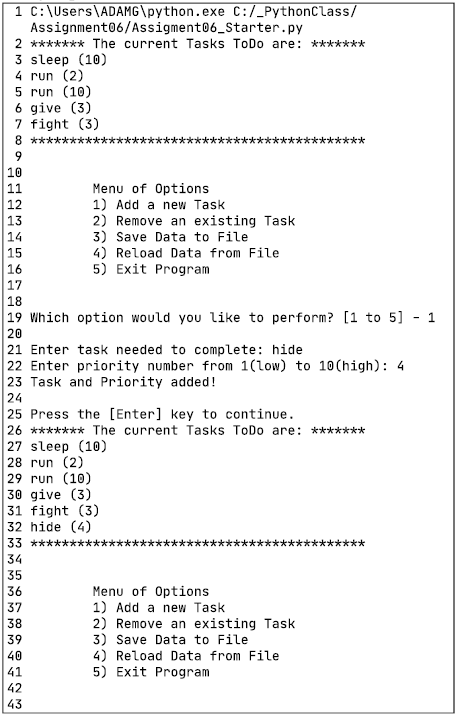 1 C:\Users\ADAMG\python.exe C:/_PythonClass/
Assignment06/Assigment06_Starter.py
2 ******* The current Tasks ToDo are: *******
3 sleep (10)
4 run (2)
5 run (10)
6 give (3)
7 fight (3)
8 *******************************************
9
10
11 Menu of Options
12 1) Add a new Task
13 2) Remove an existing Task
14 3) Save Data to File
15 4) Reload Data from File
16 5) Exit Program
17
18
19 Which option would you like to perform? [1 to 5] - 1
20
21 Enter task needed to complete: hide
22 Enter priority number from 1(low) to 10(high): 4
23 Task and Priority added!
24
25 Press the [Enter] key to continue.
26 ******* The current Tasks ToDo are: *******
27 sleep (10)
28 run (2)
29 run (10)
30 give (3)
31 fight (3)
32 hide (4)
33 *******************************************
34
35
36 Menu of Options
37 1) Add a new Task
38 2) Remove an existing Task
39 3) Save Data to File
40 4) Reload Data from File
41 5) Exit Program
42
43